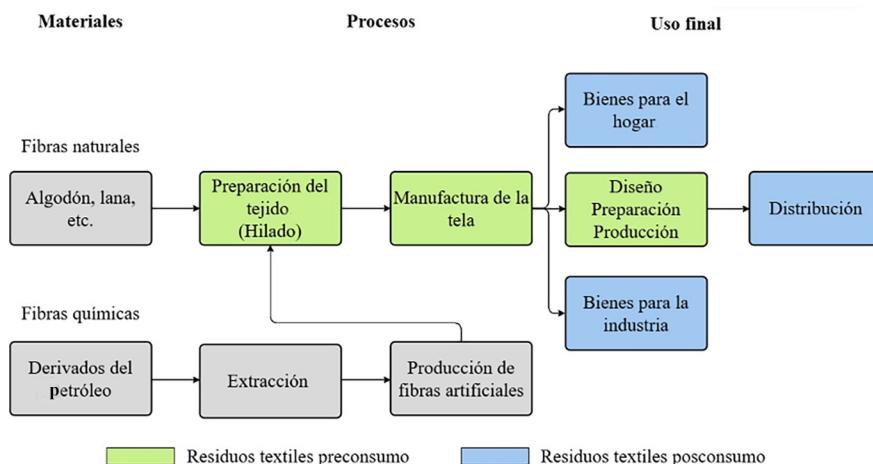 Materiales
Procesos
Uso final
Bienes para el
hogar
Fibras naturales
Algodón, lana,
etc.
Preparación del
tejido
(Hilado)
Manufactura de la
tela
Diseño
Preparación
Producción
Distribución
Bienes para la
industria
Fibras químicas
Derivados del
petróleo
Extracción
Producción de
fibras artificiales
Residuos textiles preconsumo
Residuos textiles posconsumo